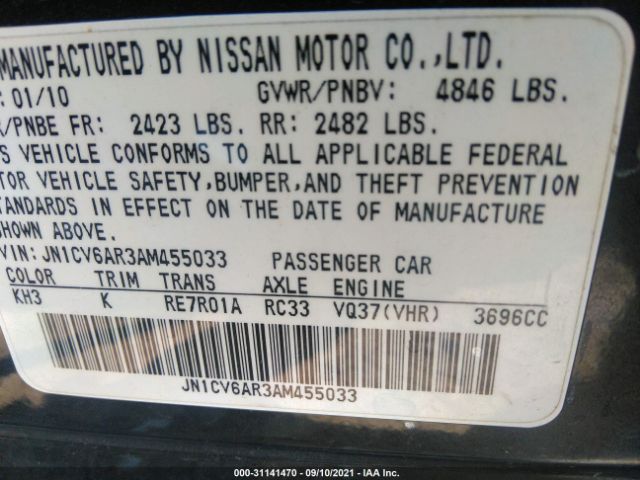 MANUFACTURED BY NISSAN MOTOR CO.,LTD.
: 01/10 GVWR/PNBV: 4846 LBS.
/PNBE FR: 2423 LBS. RR: 2482 LBS.
S VEHICLE CONFORMS TO ALL APPLICABLE FEDERAL
TOR VEHICLE SAFETY,BUMPER,AND THEFT PREVENTION
STANDARDS IN EFFECT ON THE DATE OF MANUFACTURE
SHOWN ABOVE.
VIN: JN1CV6AR3AM455033 PASSENGER CAR
COLOR TRIM TRANS AXLE ENGINE
KH3 K RE7R01A RC33 VQ37(VHR) 3696CC
JN1CV6AR3AM455033
000-31141470 - 09/10/2021 - IAA Inc.